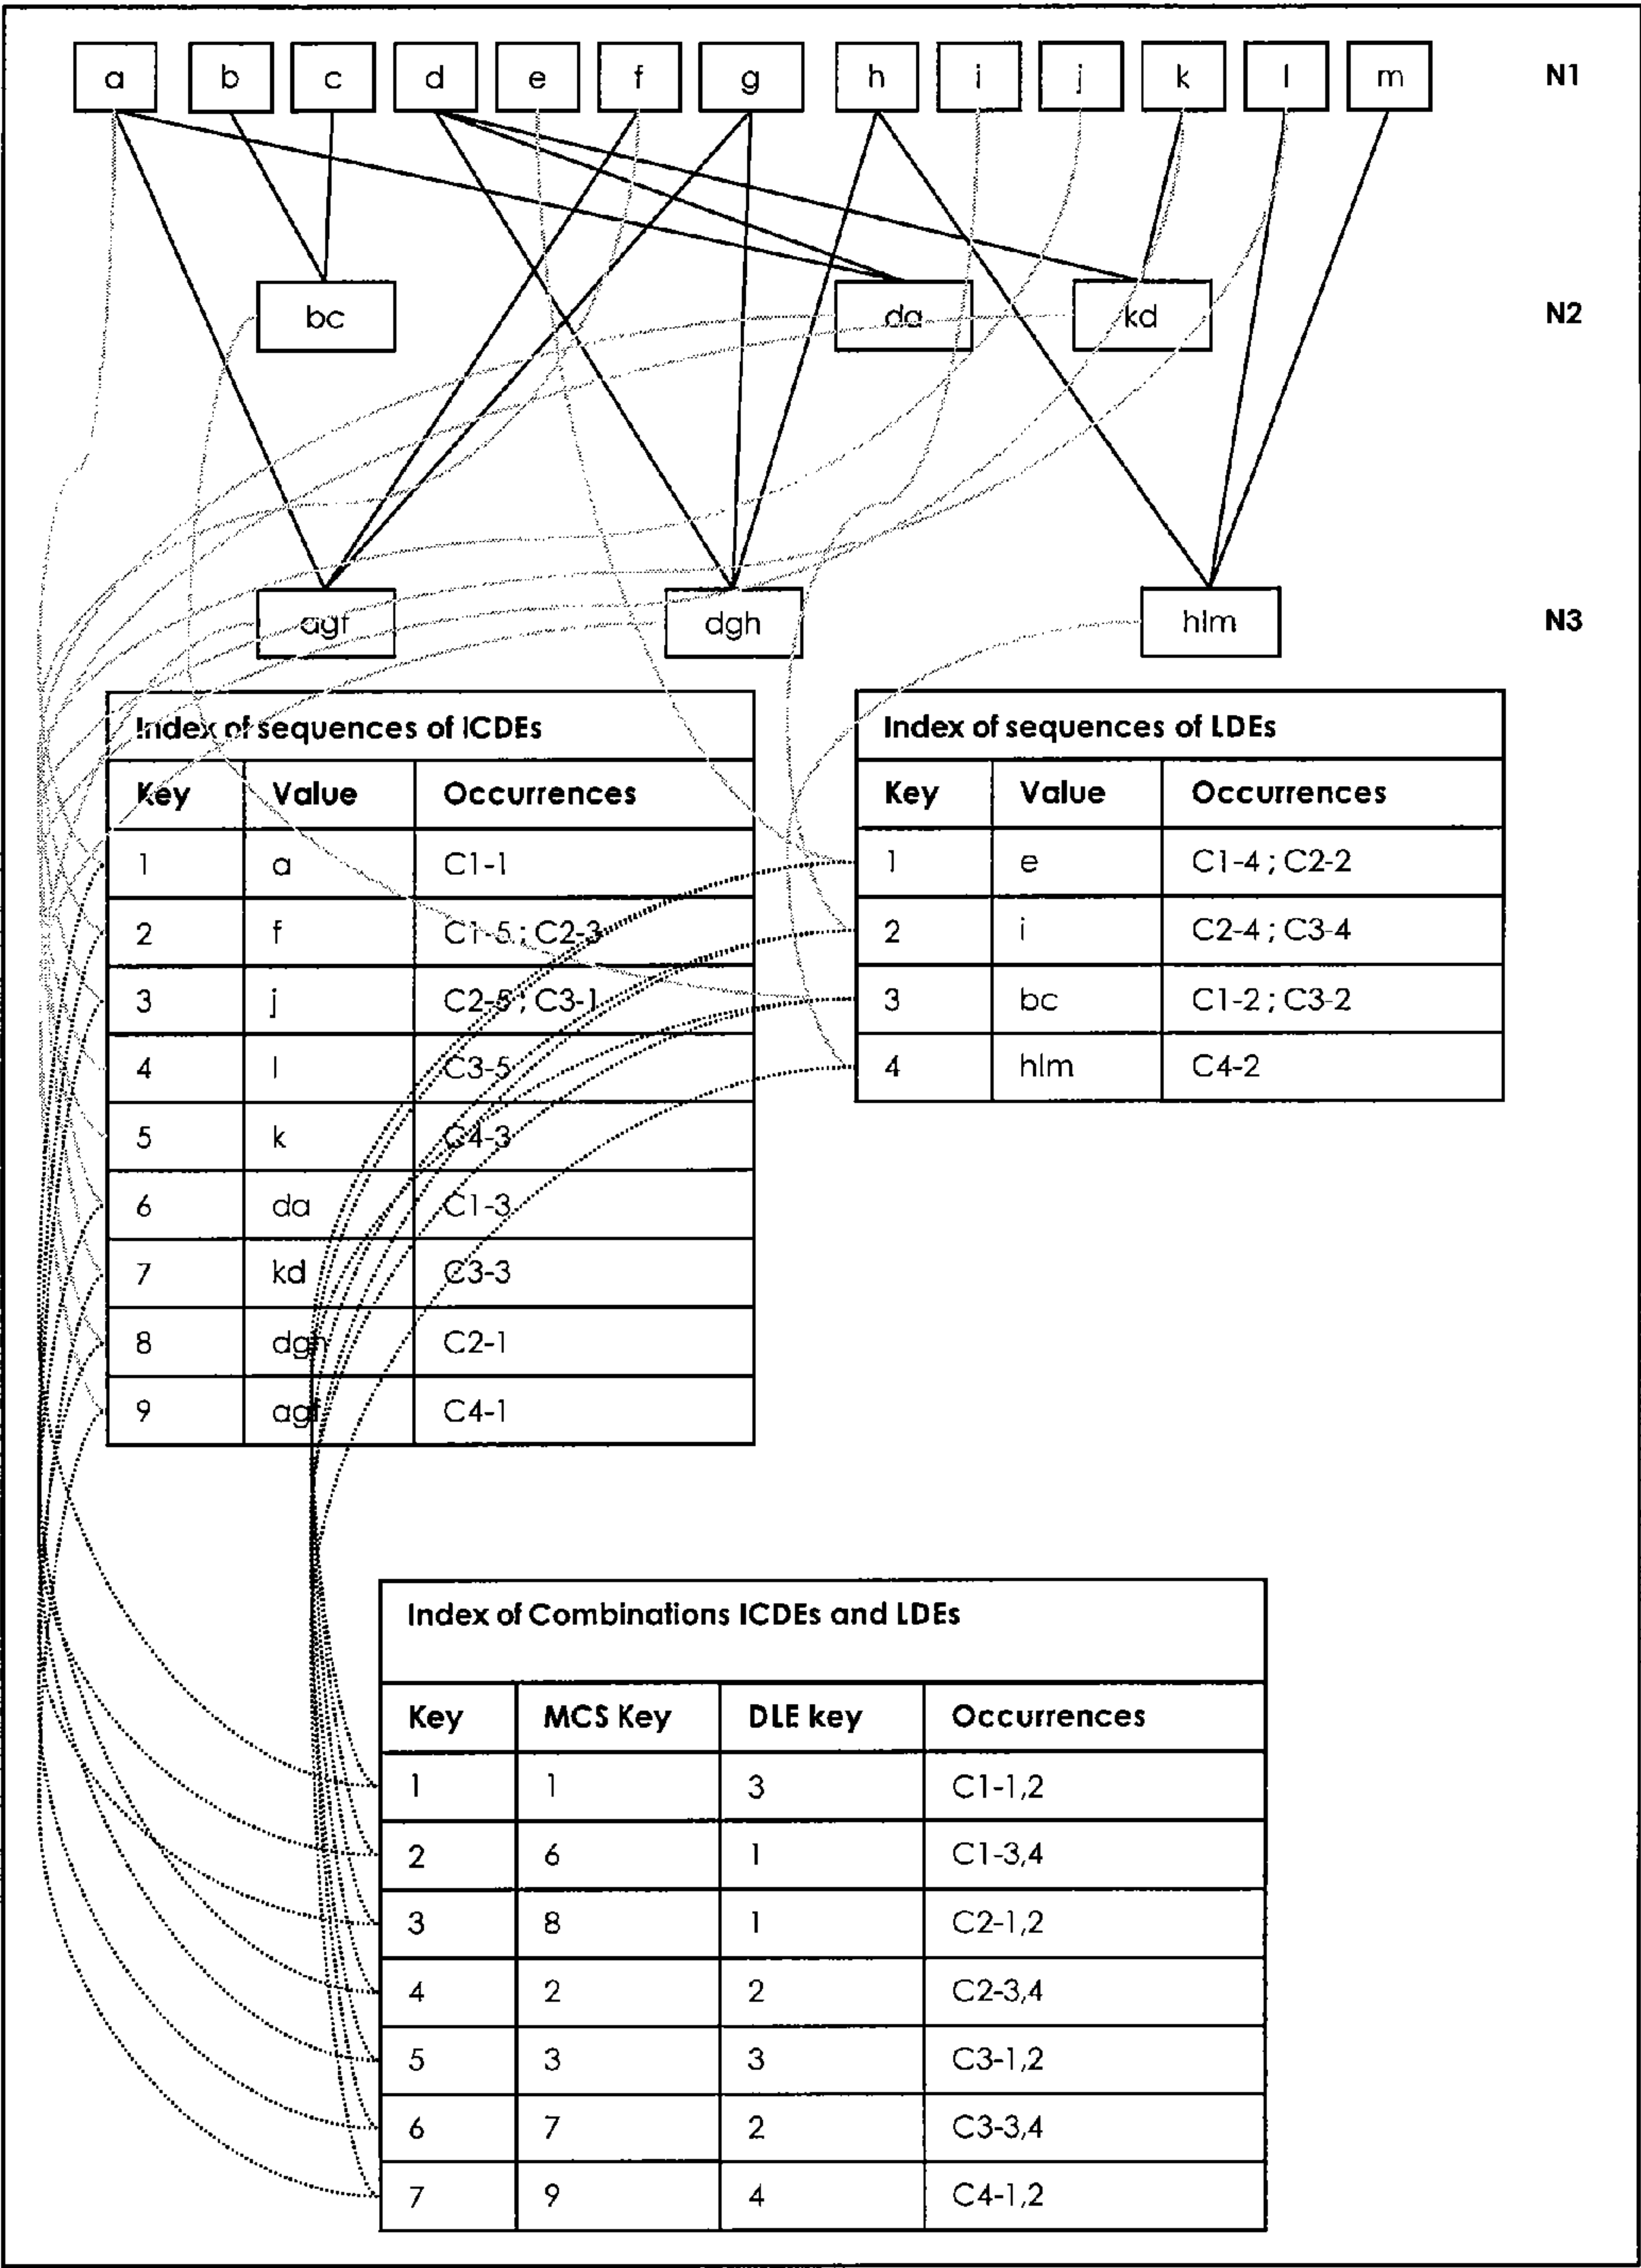 a b c d e f g h i j k l m N1
bc da kd N2
agf dgh hlm N3
Index of sequences of ICDEs
Key Value Occurrences
1 a C1-1
2 f C1-5 ; C2-3
3 j C2-5 ; C3-1
4 l C3-5
5 k C4-3
6 da C1-3
7 kd C3-3
8 dgh C2-1
9 agf C4-1
Index of sequences of LDEs
Key Value Occurrences
1 e C1-4 ; C2-2
2 i C2-4 ; C3-4
3 bc C1-2 ; C3-2
4 hlm C4-2
Index of Combinations ICDEs and LDEs
Key MCS Key DLE key Occurrences
1 1 3 C1-1,2
2 6 1 C1-3,4
3 8 1 C2-1,2
4 2 2 C2-3,4
5 3 3 C3-1,2
6 7 2 C3-3,4
7 9 4 C4-1,2